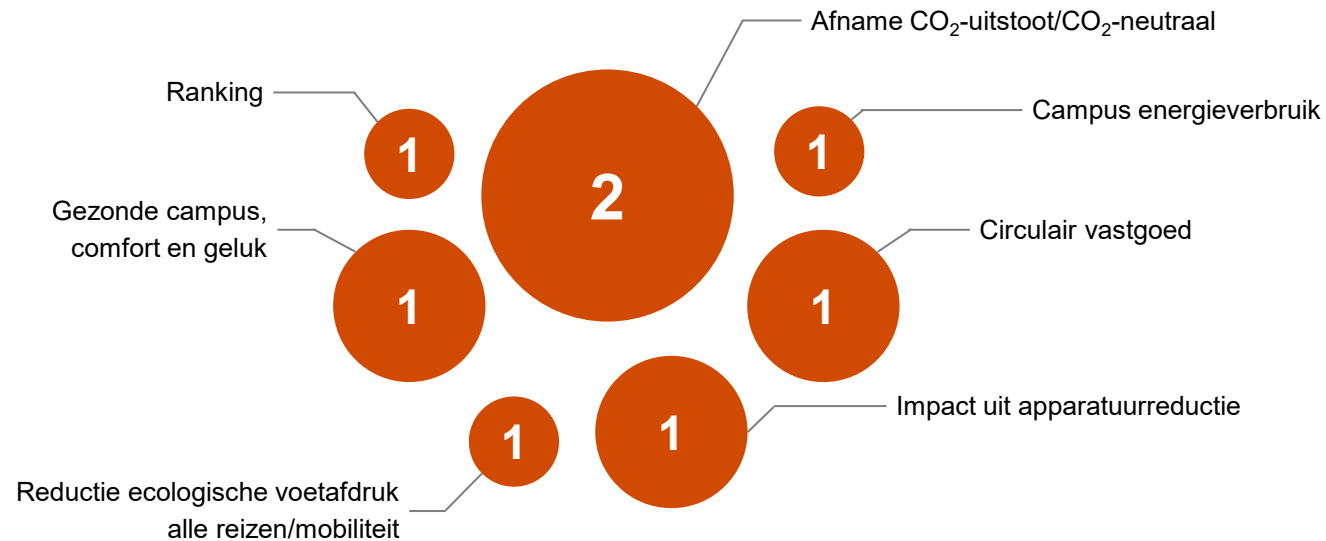 Afname CO₂-uitstoot/CO₂-neutraal
Ranking
1
2
1
Campus energieverbruik
Gezonde campus,
comfort en geluk
1
1
Circulair vastgoed
1
1
Impact uit apparatuurreductie
Reductie ecologische voetafdruk
alle reizen/mobiliteit